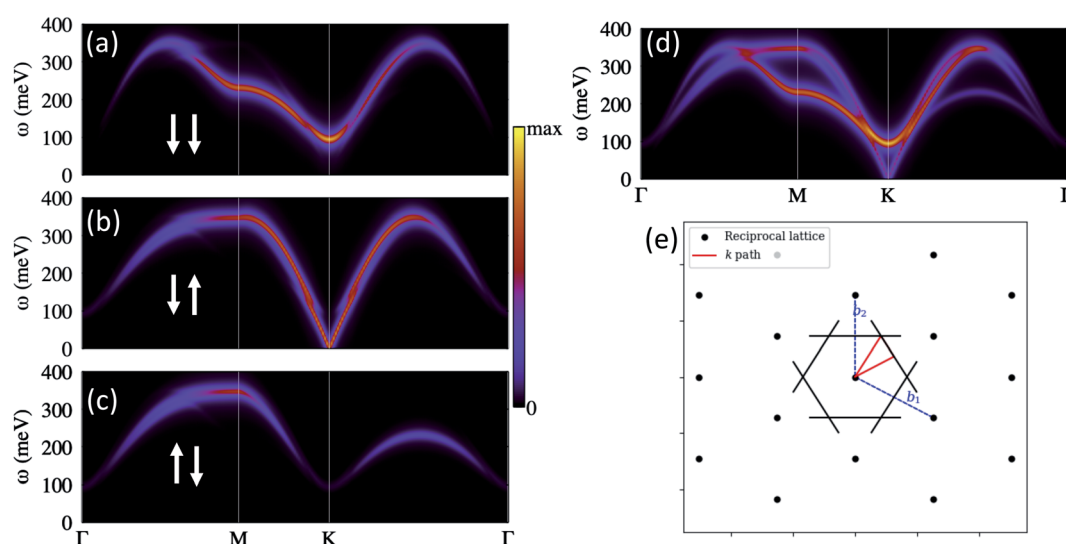 (a)
400
300
200
100
0
ω (meV)
(b)
400
300
200
100
0
ω (meV)
(c)
400
300
200
100
0
ω (meV)
Γ M K Γ
max
0
(d)
400
300
200
100
0
ω (meV)
Γ M K Γ
(e)
Reciprocal lattice
k path
b₂
b₁